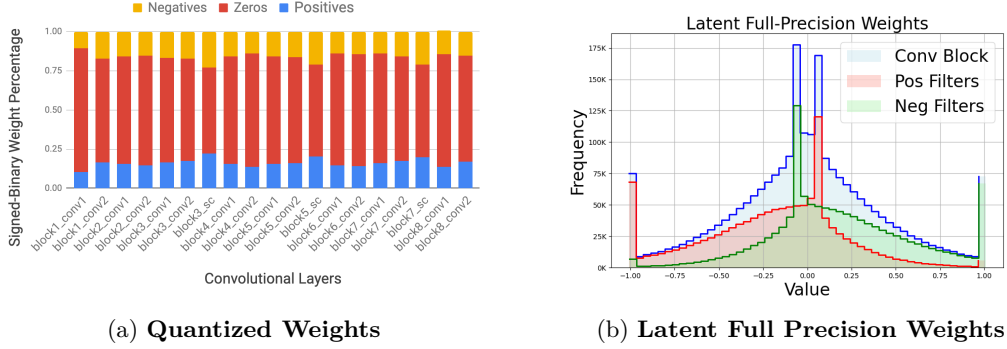 Negatives Zeros Positives
Signed-Binary Weight Percentage
1.00
0.75
0.50
0.25
0.00
block1_conv1
block1_conv2
block2_conv1
block2_conv2
block3_conv1
block3_conv2
block3_sc
block4_conv1
block4_conv2
block5_conv1
block5_conv2
block5_sc
block6_conv1
block6_conv2
block7_conv1
block7_conv2
block7_sc
block8_conv1
block8_conv2
Convolutional Layers
(a) Quantized Weights
Latent Full-Precision Weights
Frequency
175K
150K
125K
100K
75K
50K
25K
0K
Conv Block
Pos Filters
Neg Filters
−1.00 −0.75 −0.50 −0.25 0.00 0.25 0.50 0.75 1.00
Value
(b) Latent Full Precision Weights